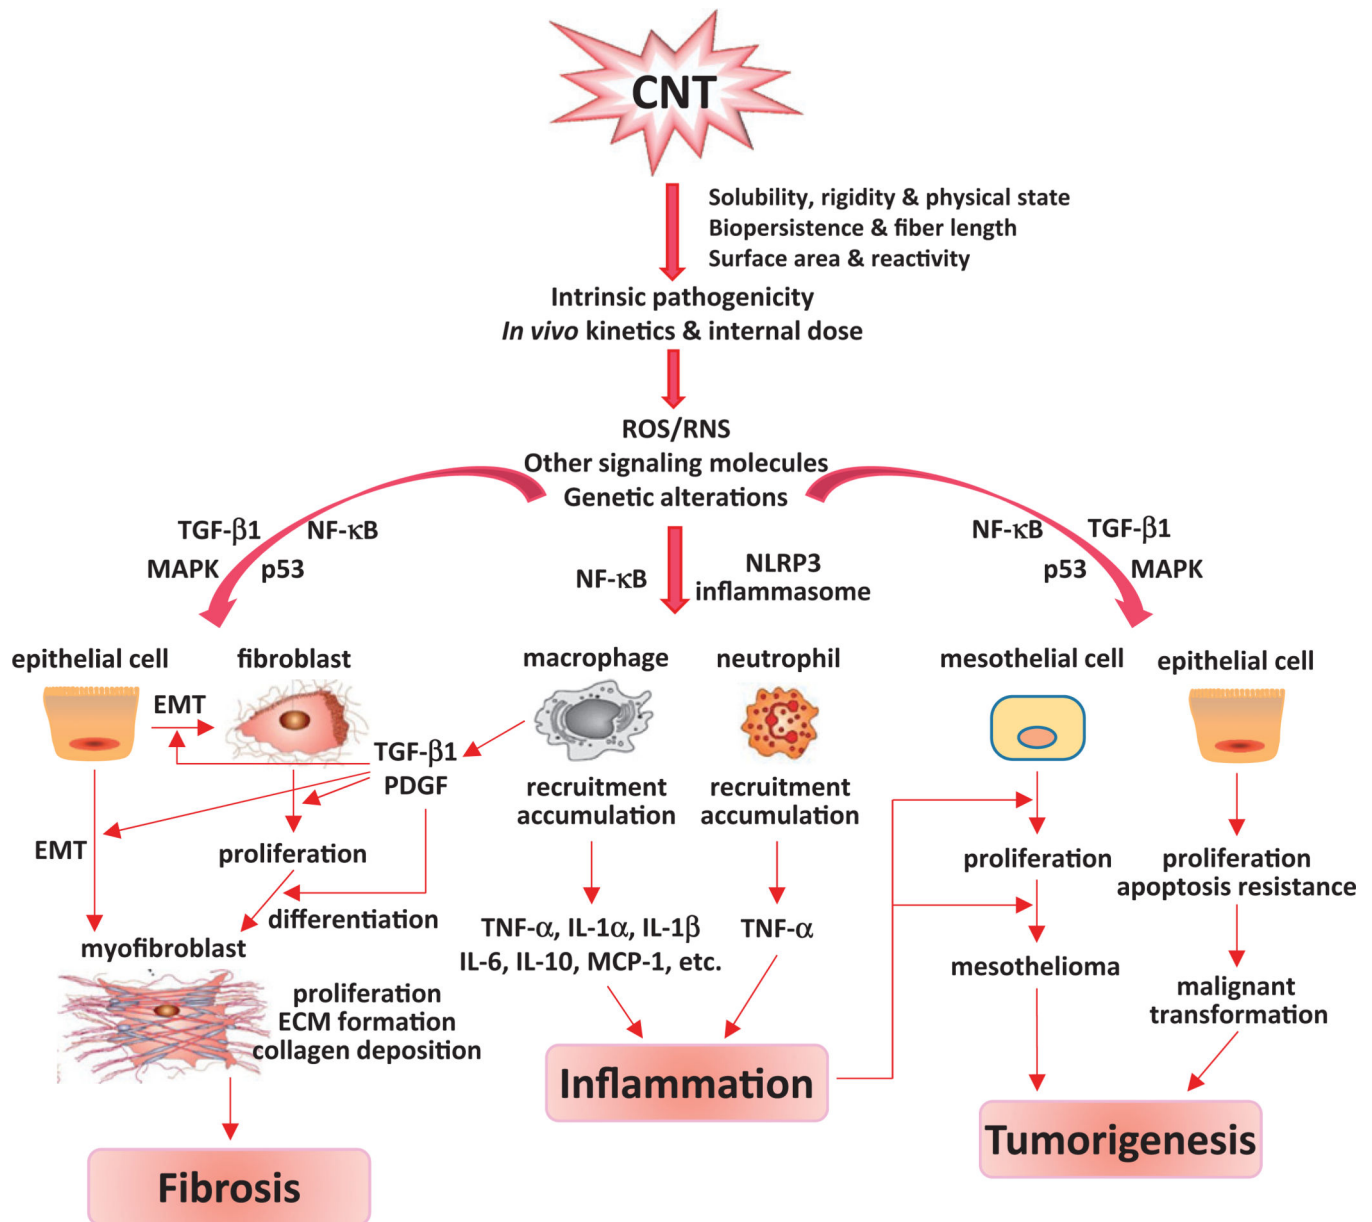 CNT
Solubility, rigidity & physical state
Biopersistence & fiber length
Surface area & reactivity
Intrinsic pathogenicity
In vivo kinetics & internal dose
ROS/RNS
Other signaling molecules
Genetic alterations
TGF-β1 NF-κB
MAPK p53
NF-κB
NLRP3
inflammasome
NF-κB TGF-β1
p53 MAPK
epithelial cell
fibroblast
macrophage
neutrophil
mesothelial cell
epithelial cell
EMT
TGF-β1
PDGF
EMT
proliferation
differentiation
myofibroblast
proliferation
ECM formation
collagen deposition
Fibrosis
recruitment
accumulation
recruitment
accumulation
TNF-α, IL-1α, IL-1β
IL-6, IL-10, MCP-1, etc.
TNF-α
Inflammation
proliferation
mesothelioma
proliferation
apoptosis resistance
malignant
transformation
Tumorigenesis